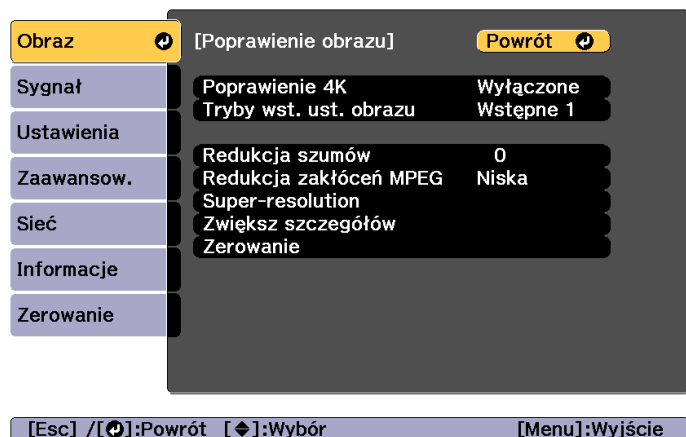 Obraz
[Poprawienie obrazu] Powrót
Sygnał
Poprawienie 4K Wyłączone
Tryby wst. ust. obrazu Wstępne 1
Ustawienia
Redukcja szumów 0
Zaawansow.
Redukcja zakłóceń MPEG Niska
Super-resolution
Sieć
Zwiększ szczegółów
Zerowanie
Informacje
Zerowanie
[Esc] /[ ]:Powrót [ ]:Wybór [Menu]:Wyjście